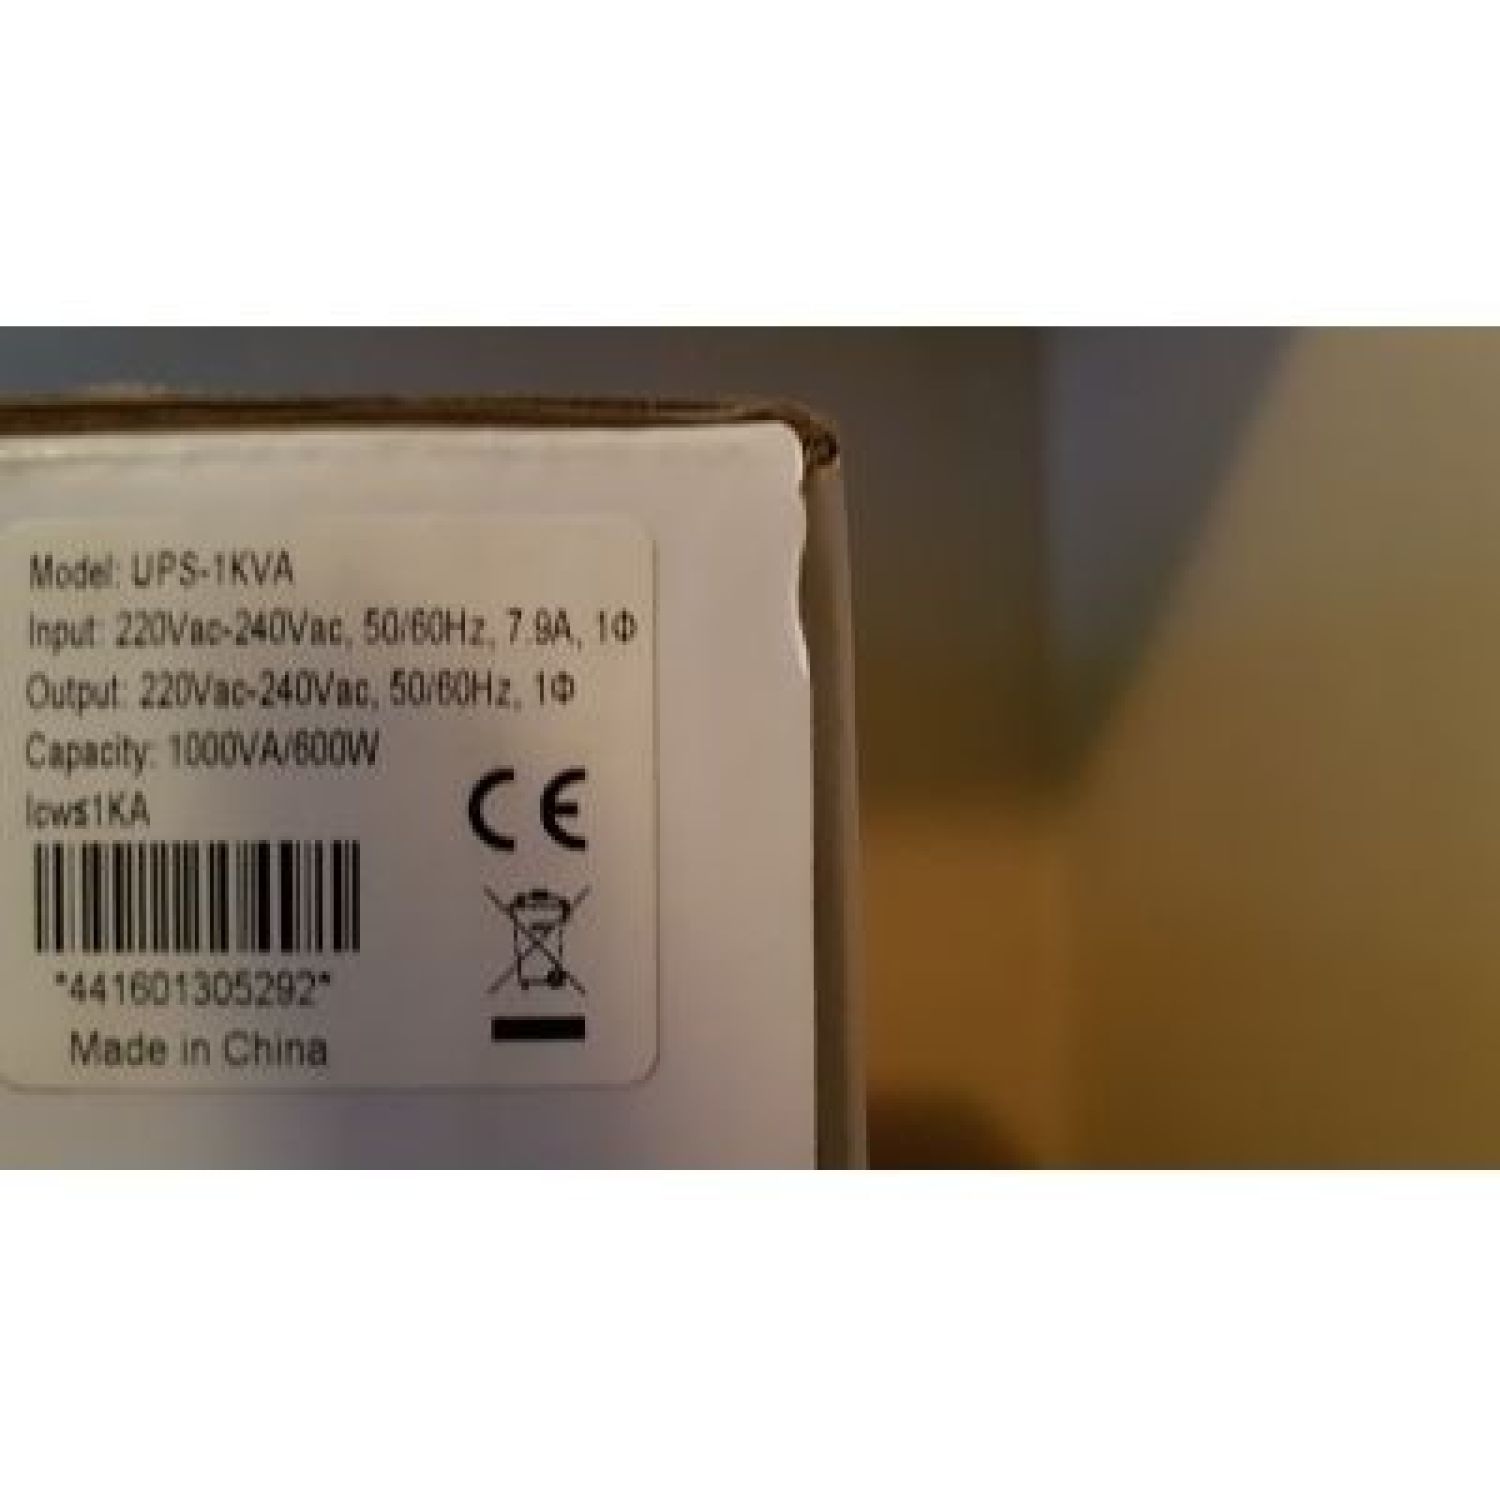 Model: UPS-1KVA
Input: 220Vac-240Vac, 50/60Hz, 7.9A, 1Φ
Output: 220Vac-240Vac, 50/60Hz, 1Φ
Capacity: 1000VA/600W
Icw≤1KA
CE
*441601305292*
Made in China